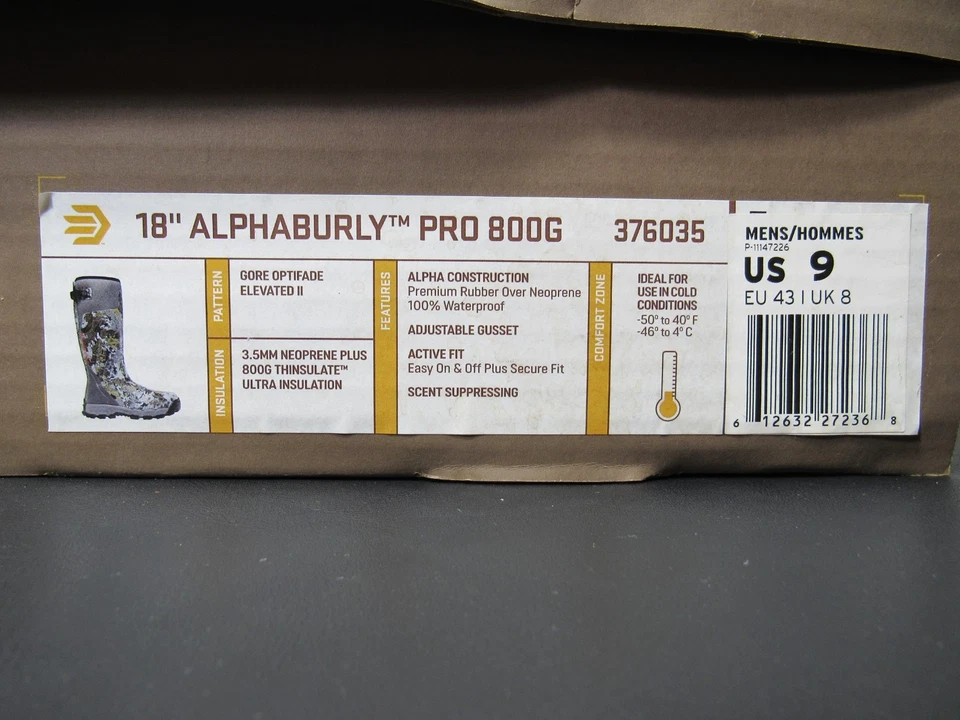 18" ALPHABURLY™ PRO 800G 376035
PATTERN
GORE OPTIFADE
ELEVATED II
INSULATION
3.5MM NEOPRENE PLUS
800G THINSULATE™
ULTRA INSULATION
FEATURES
ALPHA CONSTRUCTION
Premium Rubber Over Neoprene
100% Waterproof
ADJUSTABLE GUSSET
ACTIVE FIT
Easy On & Off Plus Secure Fit
SCENT SUPPRESSING
COMFORT ZONE
IDEAL FOR
USE IN COLD
CONDITIONS
-50° to 40° F
-46° to 4° C
MENS/HOMMES
P-11147226
US 9
EU 43 | UK 8
6 12632 27236 8